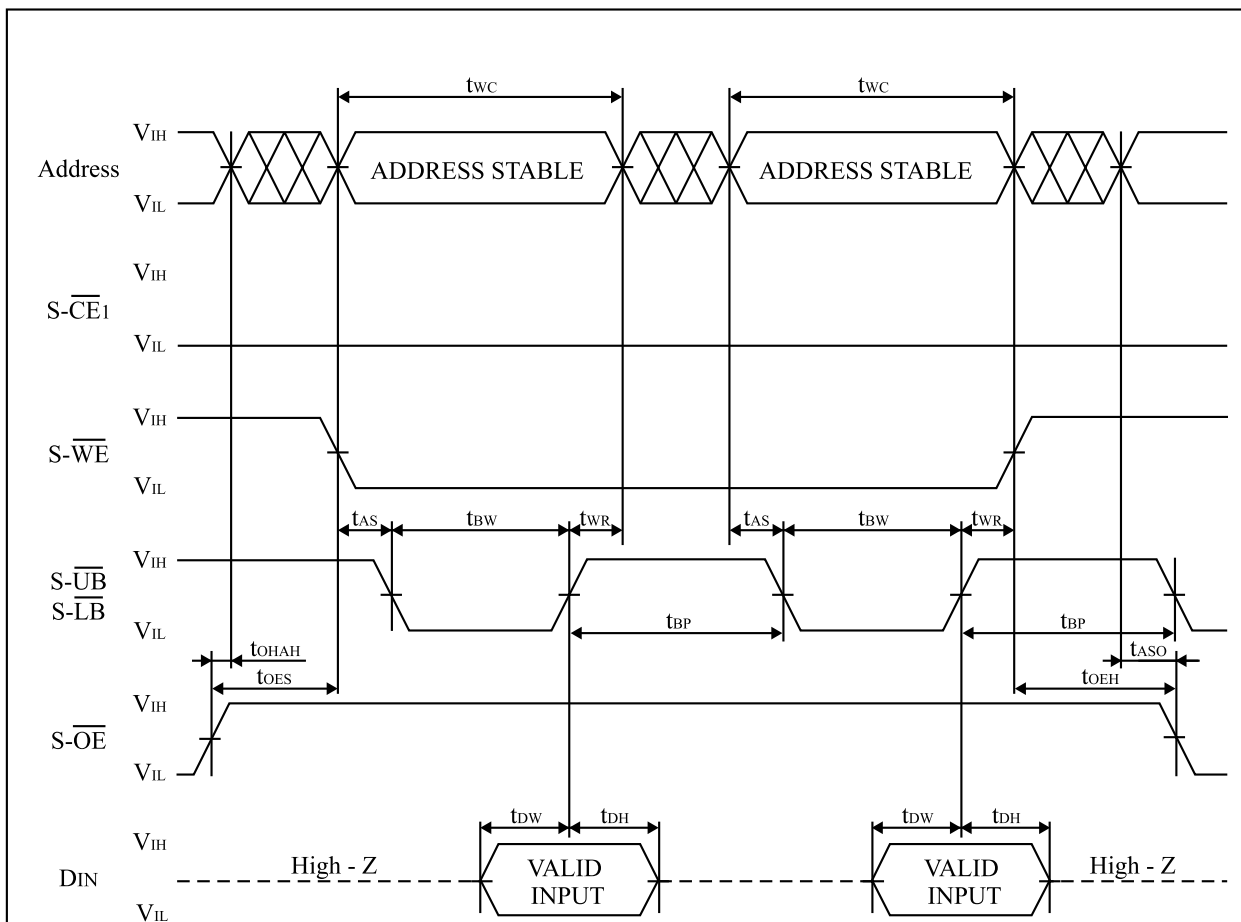 tWC tWC
VIH
Address ADDRESS STABLE ADDRESS STABLE
VIL
VIH
S-CE1
VIL
VIH
S-WE
VIL
tAS tBW tWR tAS tBW tWR
VIH
S-UB
S-LB
VIL
tBP tBP
tOHAH tASO
tOES tOEH
VIH
S-OE
VIL
tDW tDH tDW tDH
VIH
High - Z VALID VALID High - Z
DIN
INPUT INPUT
VIL